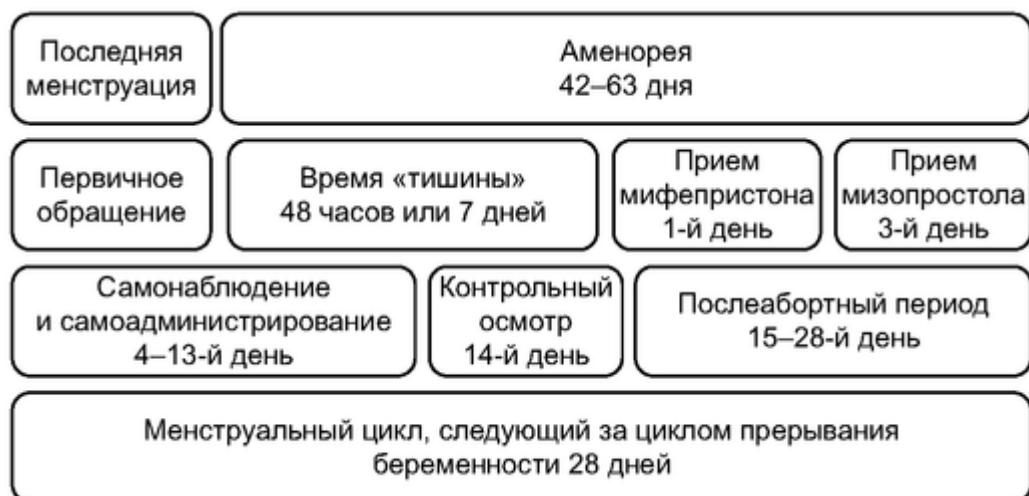 Последняя
менструация
Аменорея
42–63 дня
Первичное
обращение
Время «тишины»
48 часов или 7 дней
Прием
мифепристона
1-й день
Прием
мизопростола
3-й день
Самонаблюдение
и самоадминистрирование
4–13-й день
Контрольный
осмотр
14-й день
Послеабортный период
15–28-й день
Менструальный цикл, следующий за циклом прерывания
беременности 28 дней